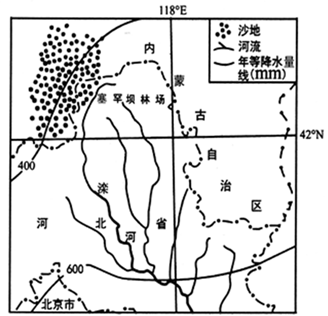 118°E
沙地
河流
年等降水量
线(mm)
内
蒙
古
自
治
区
塞罕坝林场
42°N
400
滦
河
河
北
省
600
北京市